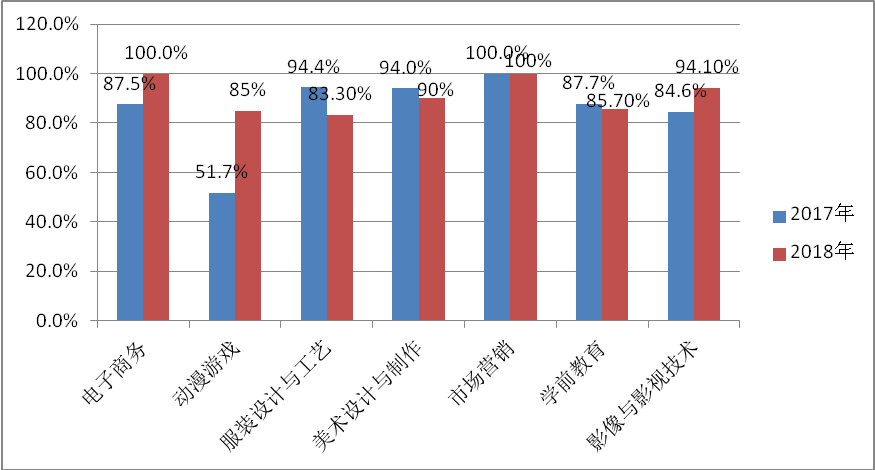 120.0%
100.0%
80.0%
60.0%
40.0%
20.0%
0.0%
87.5%
100.0%
51.7%
85%
94.4%
83.30%
94.0%
90%
100.0%
100%
87.7%
85.70%
84.6%
94.10%
电子商务
动漫游戏
服装设计与工艺
美术设计与制作
市场营销
学前教育
影像与影视技术
2017年
2018年